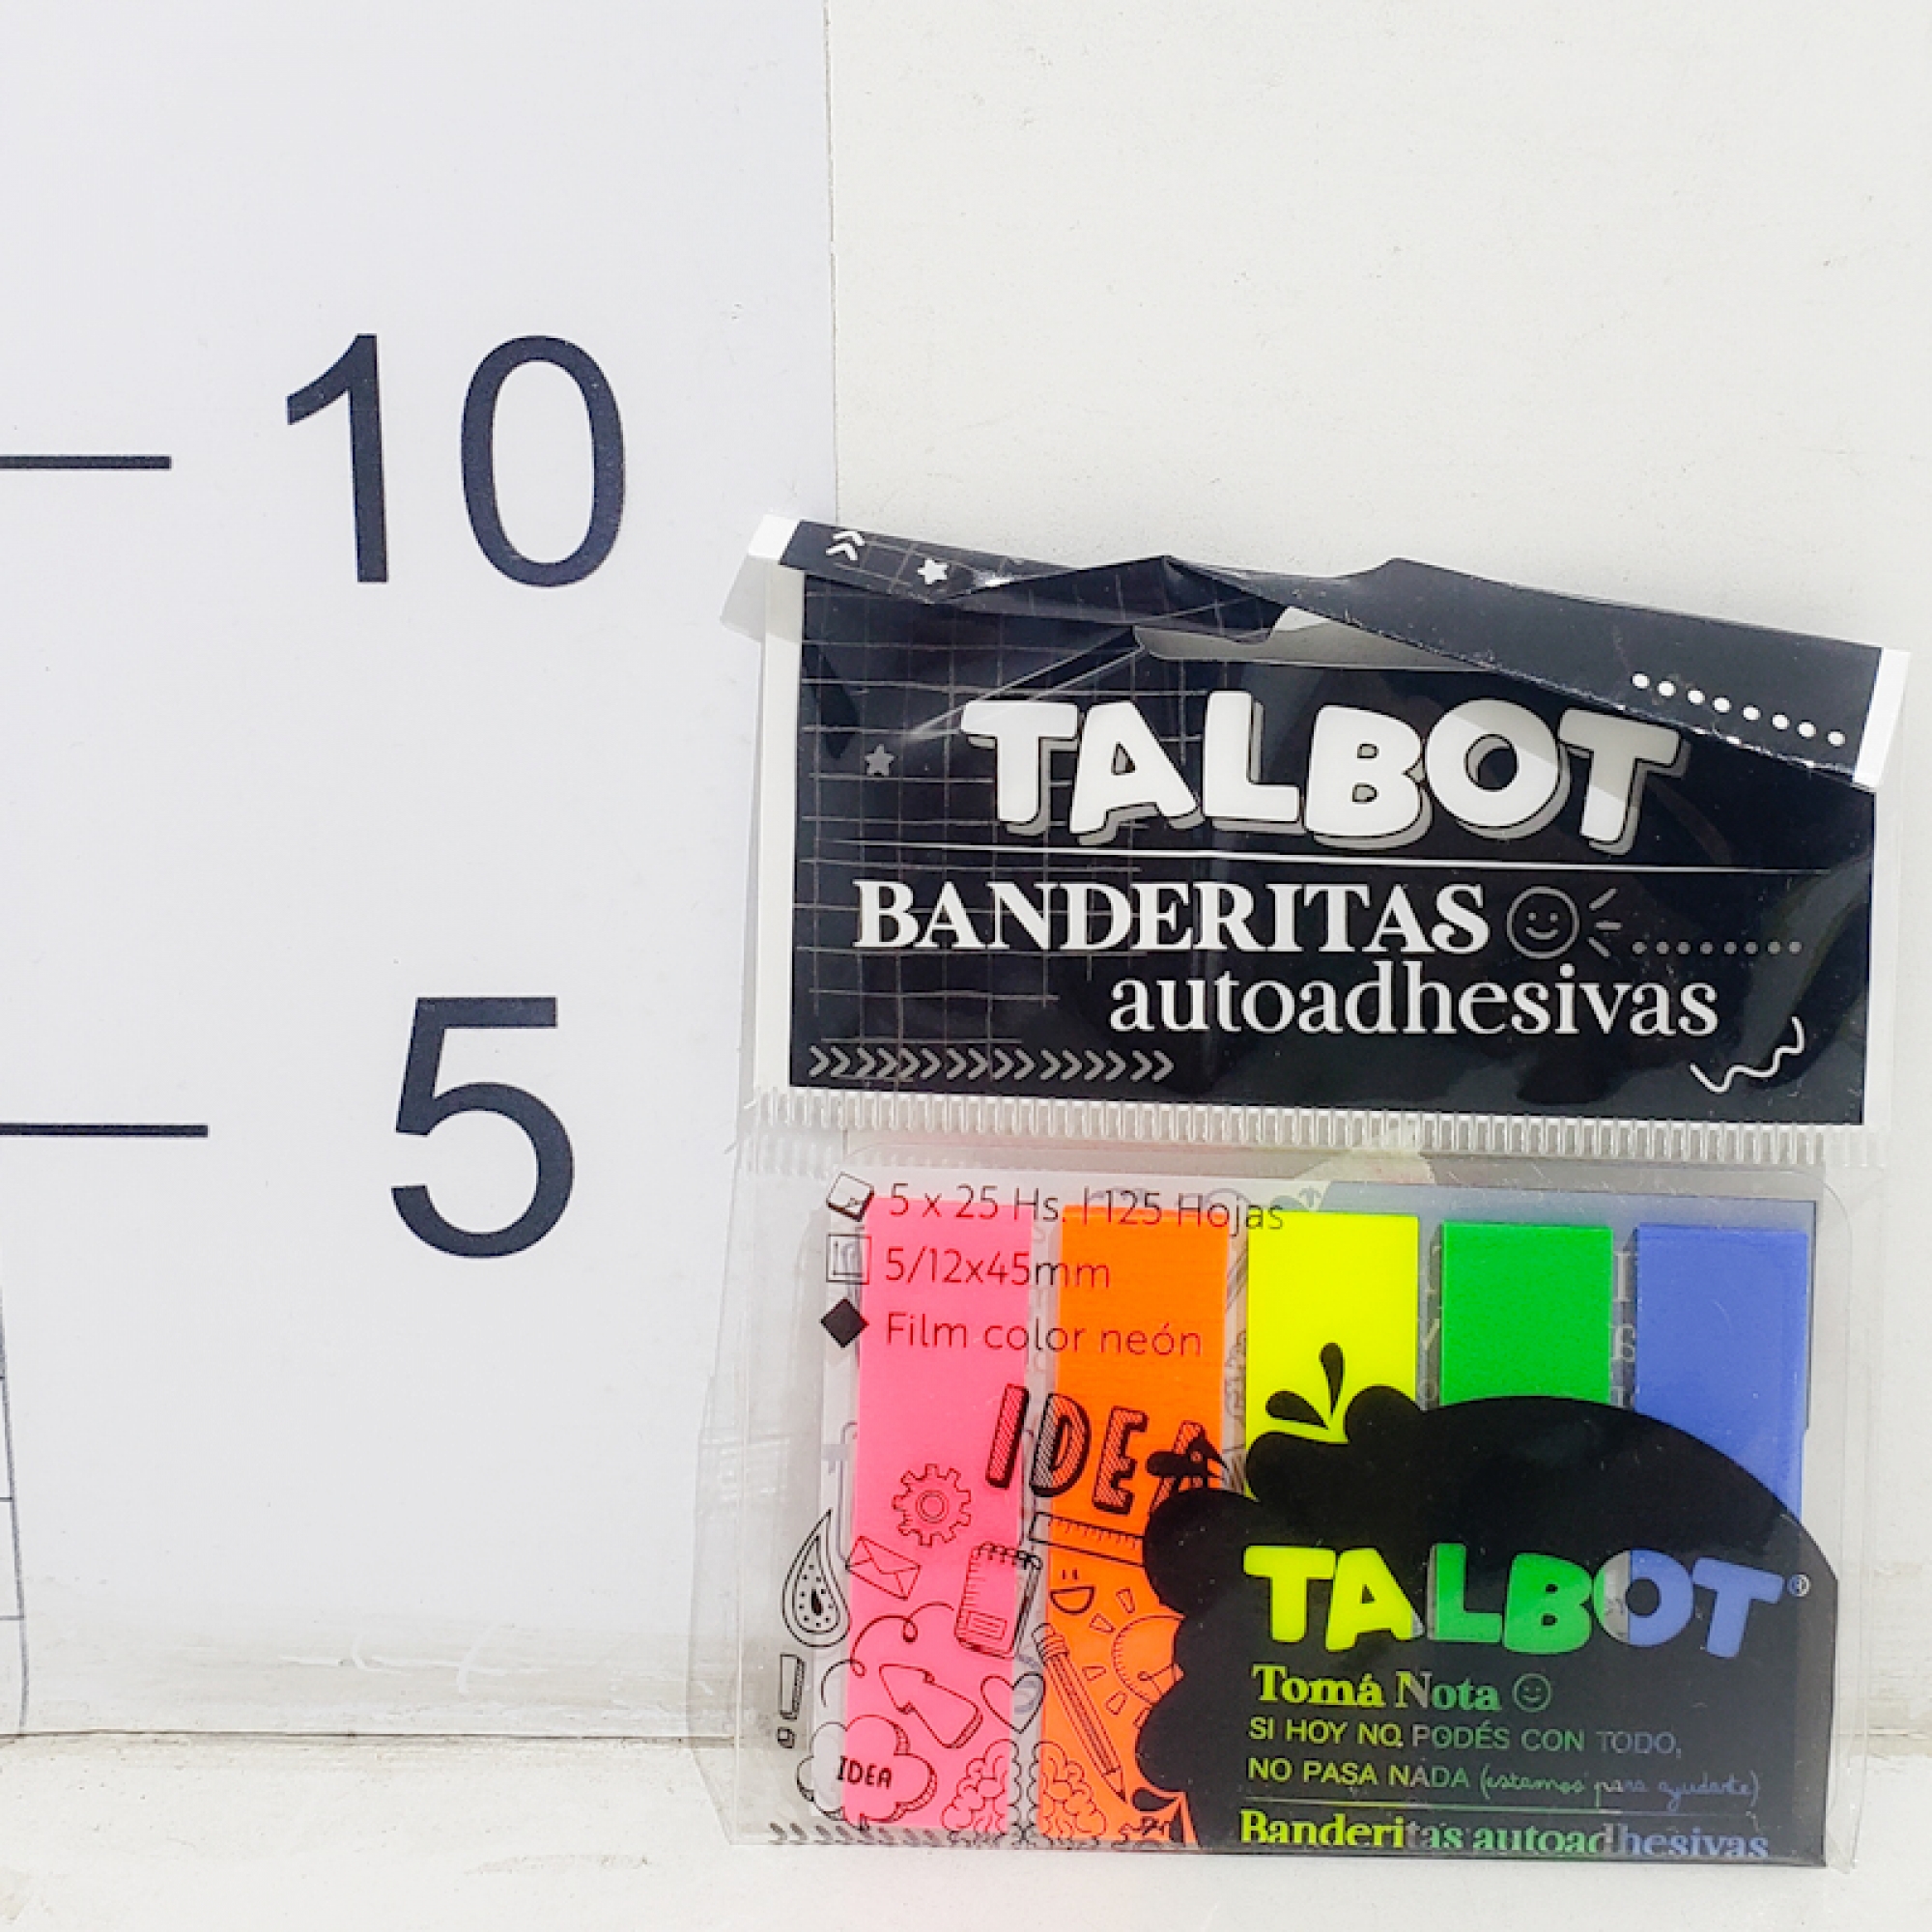 10
5
TALBOT
BANDERITAS
autoadhesivas
5 x 25 Hs. | 125 Hojas
5/12x45mm
Film color neón
IDEA
TALBOT®
Tomá Nota
SI HOY NO PODÉS CON TODO,
NO PASA NADA (estamos para ayudarte)
IDEA
Banderitas autoadhesivas